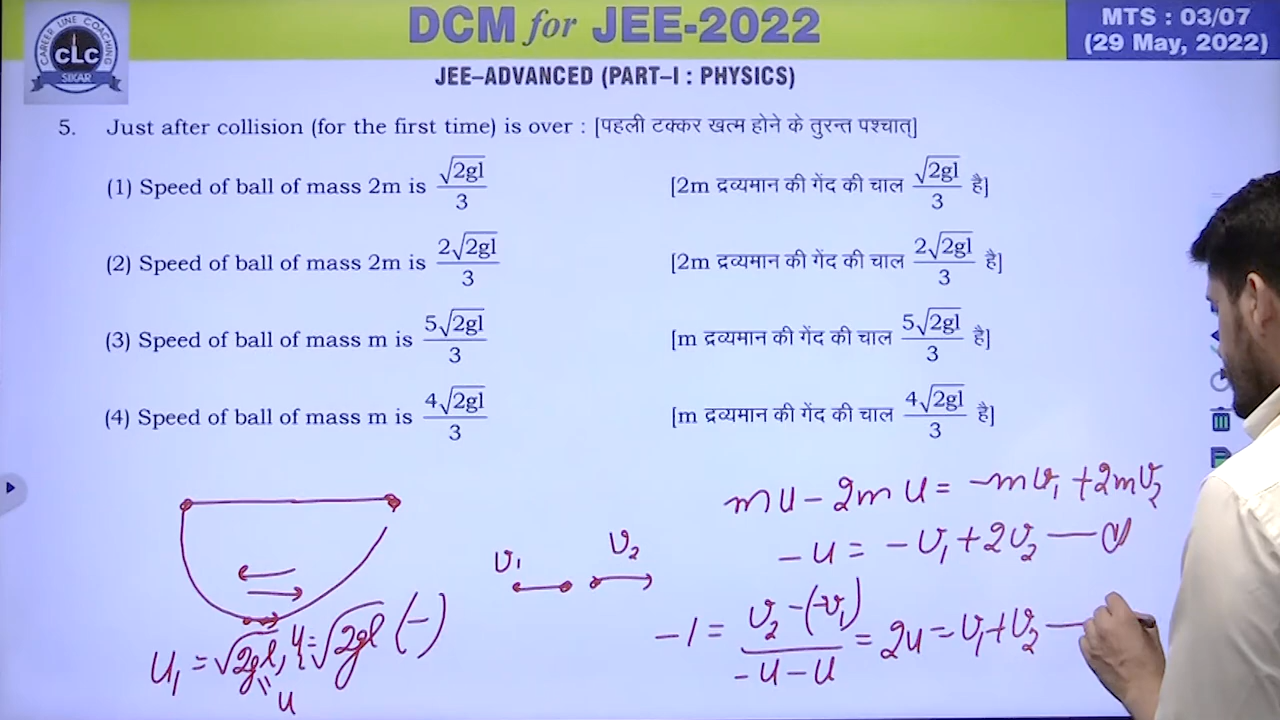 CAREER LINE COACHING
CLC
SIKAR
DCM for JEE-2022
MTS : 03/07
(29 May, 2022)
JEE–ADVANCED (PART–I : PHYSICS)
5. Just after collision (for the first time) is over : [पहली टक्कर खत्म होने के तुरन्त पश्चात्]
(1) Speed of ball of mass 2m is √2gl/3 [2m द्रव्यमान की गेंद की चाल √2gl/3 है]
(2) Speed of ball of mass 2m is 2√2gl/3 [2m द्रव्यमान की गेंद की चाल 2√2gl/3 है]
(3) Speed of ball of mass m is 5√2gl/3 [m द्रव्यमान की गेंद की चाल 5√2gl/3 है]
(4) Speed of ball of mass m is 4√2gl/3 [m द्रव्यमान की गेंद की चाल 4√2gl/3 है]
mu - 2mu = -mv₁ + 2mv₂
-u = -v₁ + 2v₂ —
v₁ v₂
-1 = v₂ - (-v₁) / -u - u = 2u = v₁ + v₂ —
u₁ = √2gl, = √2gl (-)
u